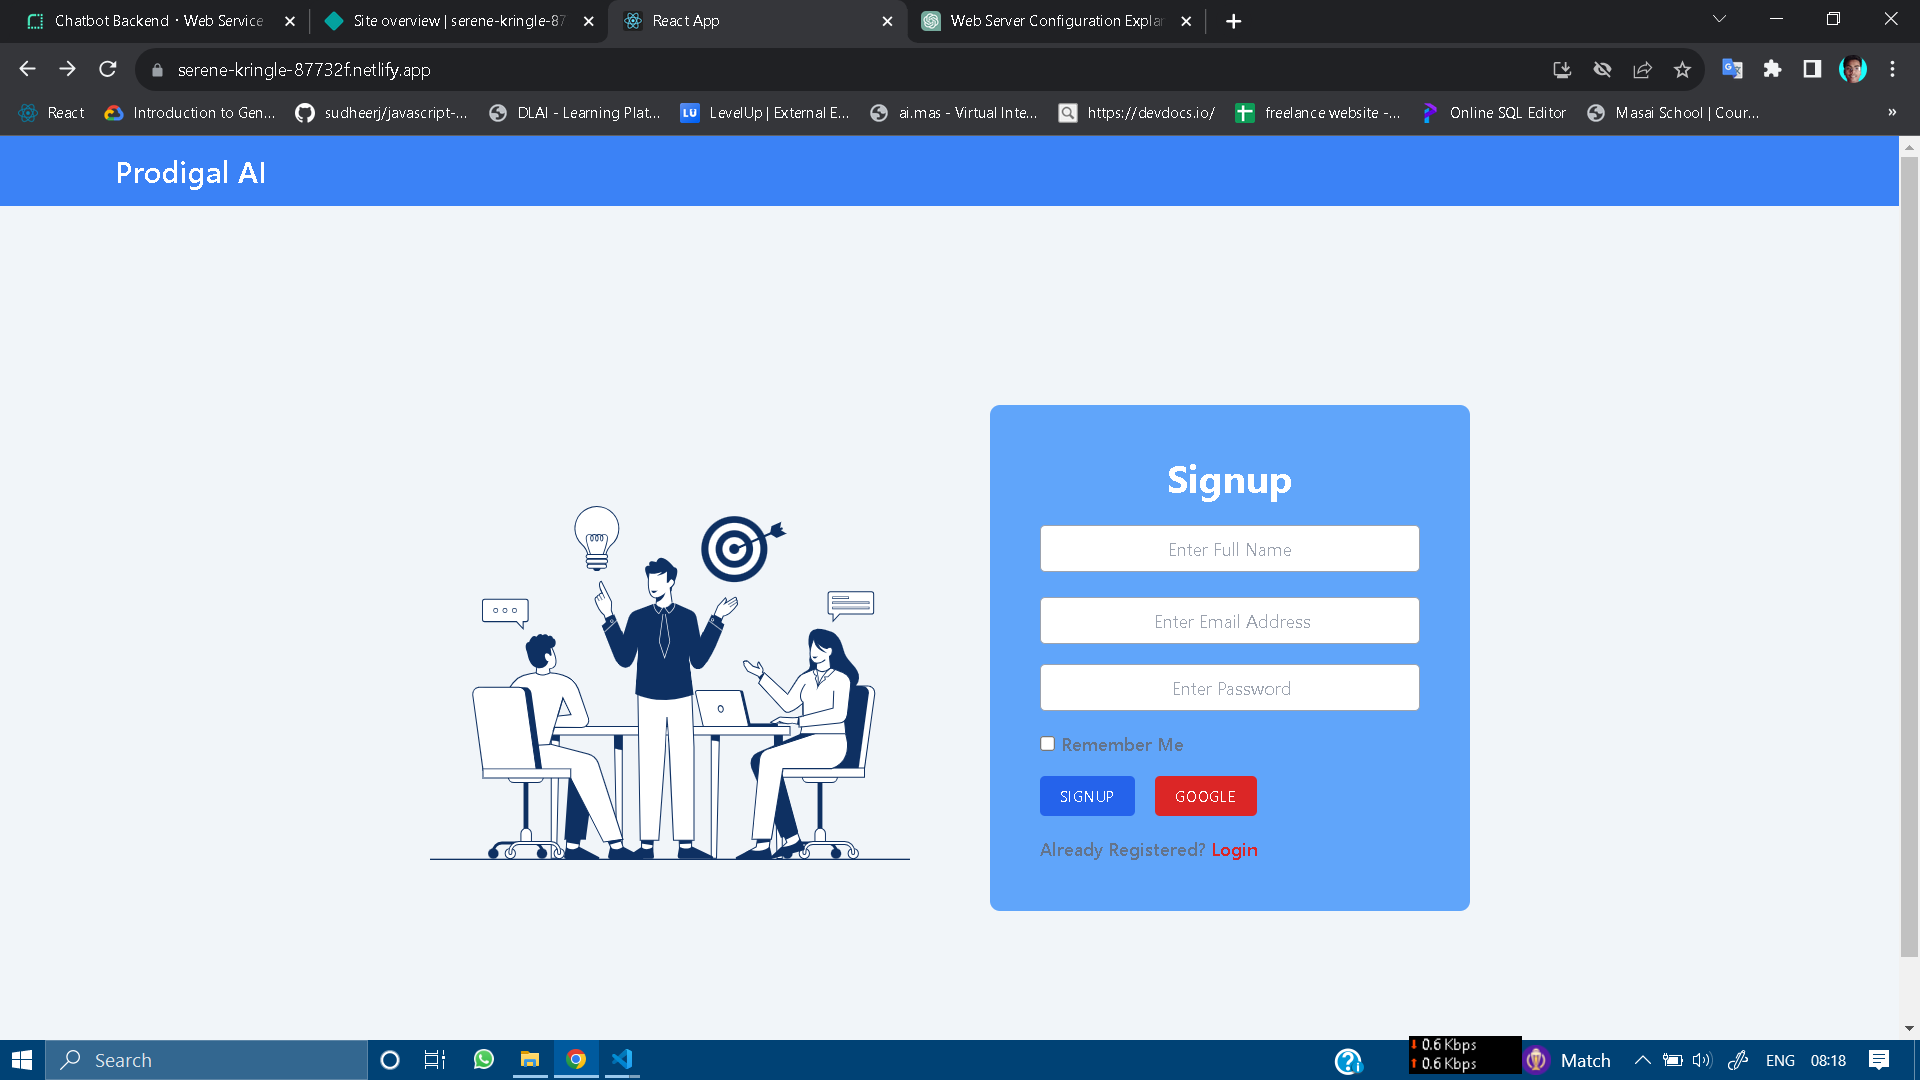 Chatbot Backend · Web Service
Site overview | serene-kringle-87
React App
Web Server Configuration Explan
serene-kringle-87732f.netlify.app
React
Introduction to Gen...
sudheerj/javascript-...
DLAI - Learning Plat...
LU
LevelUp | External E...
ai.mas - Virtual Inte...
https://devdocs.io/
freelance website -...
Online SQL Editor
Masai School | Cour...
»
Prodigal AI
Signup
Enter Full Name
Enter Email Address
Enter Password
Remember Me
SIGNUP
GOOGLE
Already Registered? Login
Search
0.6 Kbps
0.6 Kbps
Match
ENG
08:18